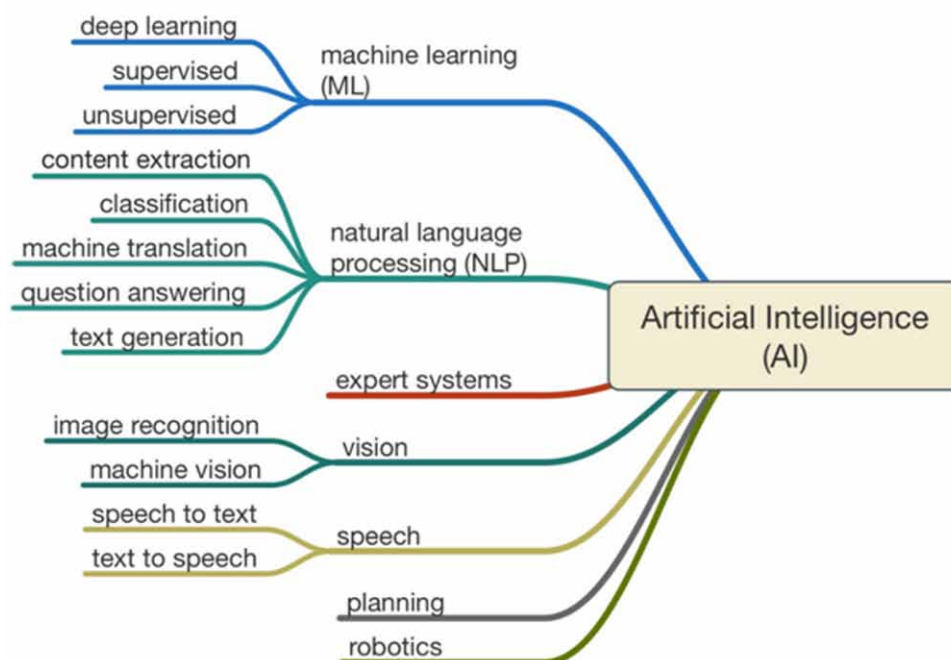 deep learning
supervised
unsupervised
machine learning
(ML)
content extraction
classification
machine translation
question answering
text generation
natural language
processing (NLP)
Artificial Intelligence
(AI)
expert systems
image recognition
machine vision
vision
speech to text
text to speech
speech
planning
robotics